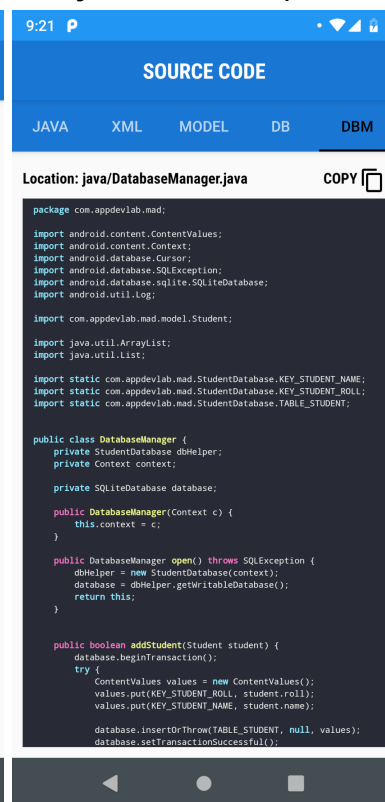 9:21
SOURCE CODE
JAVA XML MODEL DB DBM
Location: java/DatabaseManager.java COPY
package com.appdevlab.mad;
import android.content.ContentValues;
import android.content.Context;
import android.database.Cursor;
import android.database.SQLException;
import android.database.sqlite.SQLiteDatabase;
import android.util.Log;
import com.appdevlab.mad.model.Student;
import java.util.ArrayList;
import java.util.List;
import static com.appdevlab.mad.StudentDatabase.KEY_STUDENT_NAME;
import static com.appdevlab.mad.StudentDatabase.KEY_STUDENT_ROLL;
import static com.appdevlab.mad.StudentDatabase.TABLE_STUDENT;
public class DatabaseManager {
private StudentDatabase dbHelper;
private Context context;
private SQLiteDatabase database;
public DatabaseManager(Context c) {
this.context = c;
}
public DatabaseManager open() throws SQLException {
dbHelper = new StudentDatabase(context);
database = dbHelper.getWritableDatabase();
return this;
}
public boolean addStudent(Student student) {
database.beginTransaction();
try {
ContentValues values = new ContentValues();
values.put(KEY_STUDENT_ROLL, student.roll);
values.put(KEY_STUDENT_NAME, student.name);
database.insertOrThrow(TABLE_STUDENT, null, values);
database.setTransactionSuccessful();